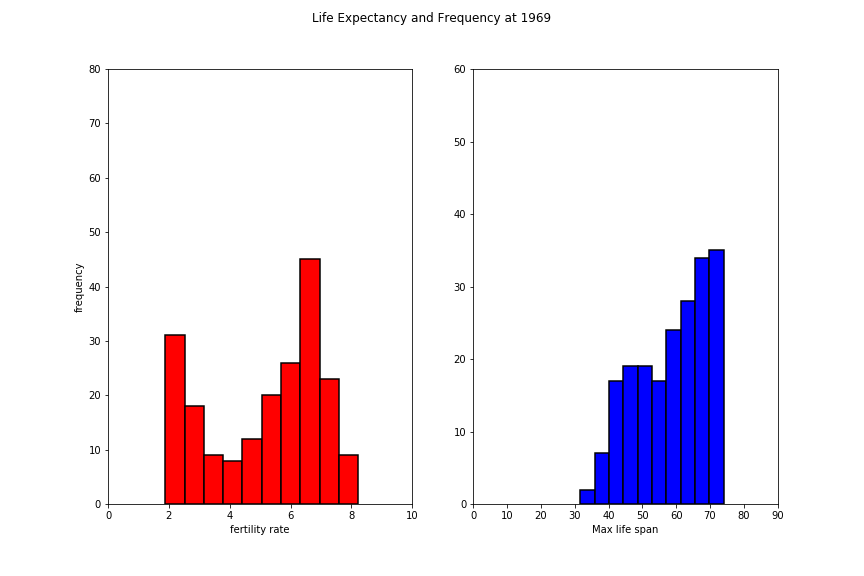 Life Expectancy and Frequency at 1969
80
70
60
50
40
30
20
10
0
frequency
0 2 4 6 8 10
fertility rate
60
50
40
30
20
10
0
0 10 20 30 40 50 60 70 80 90
Max life span